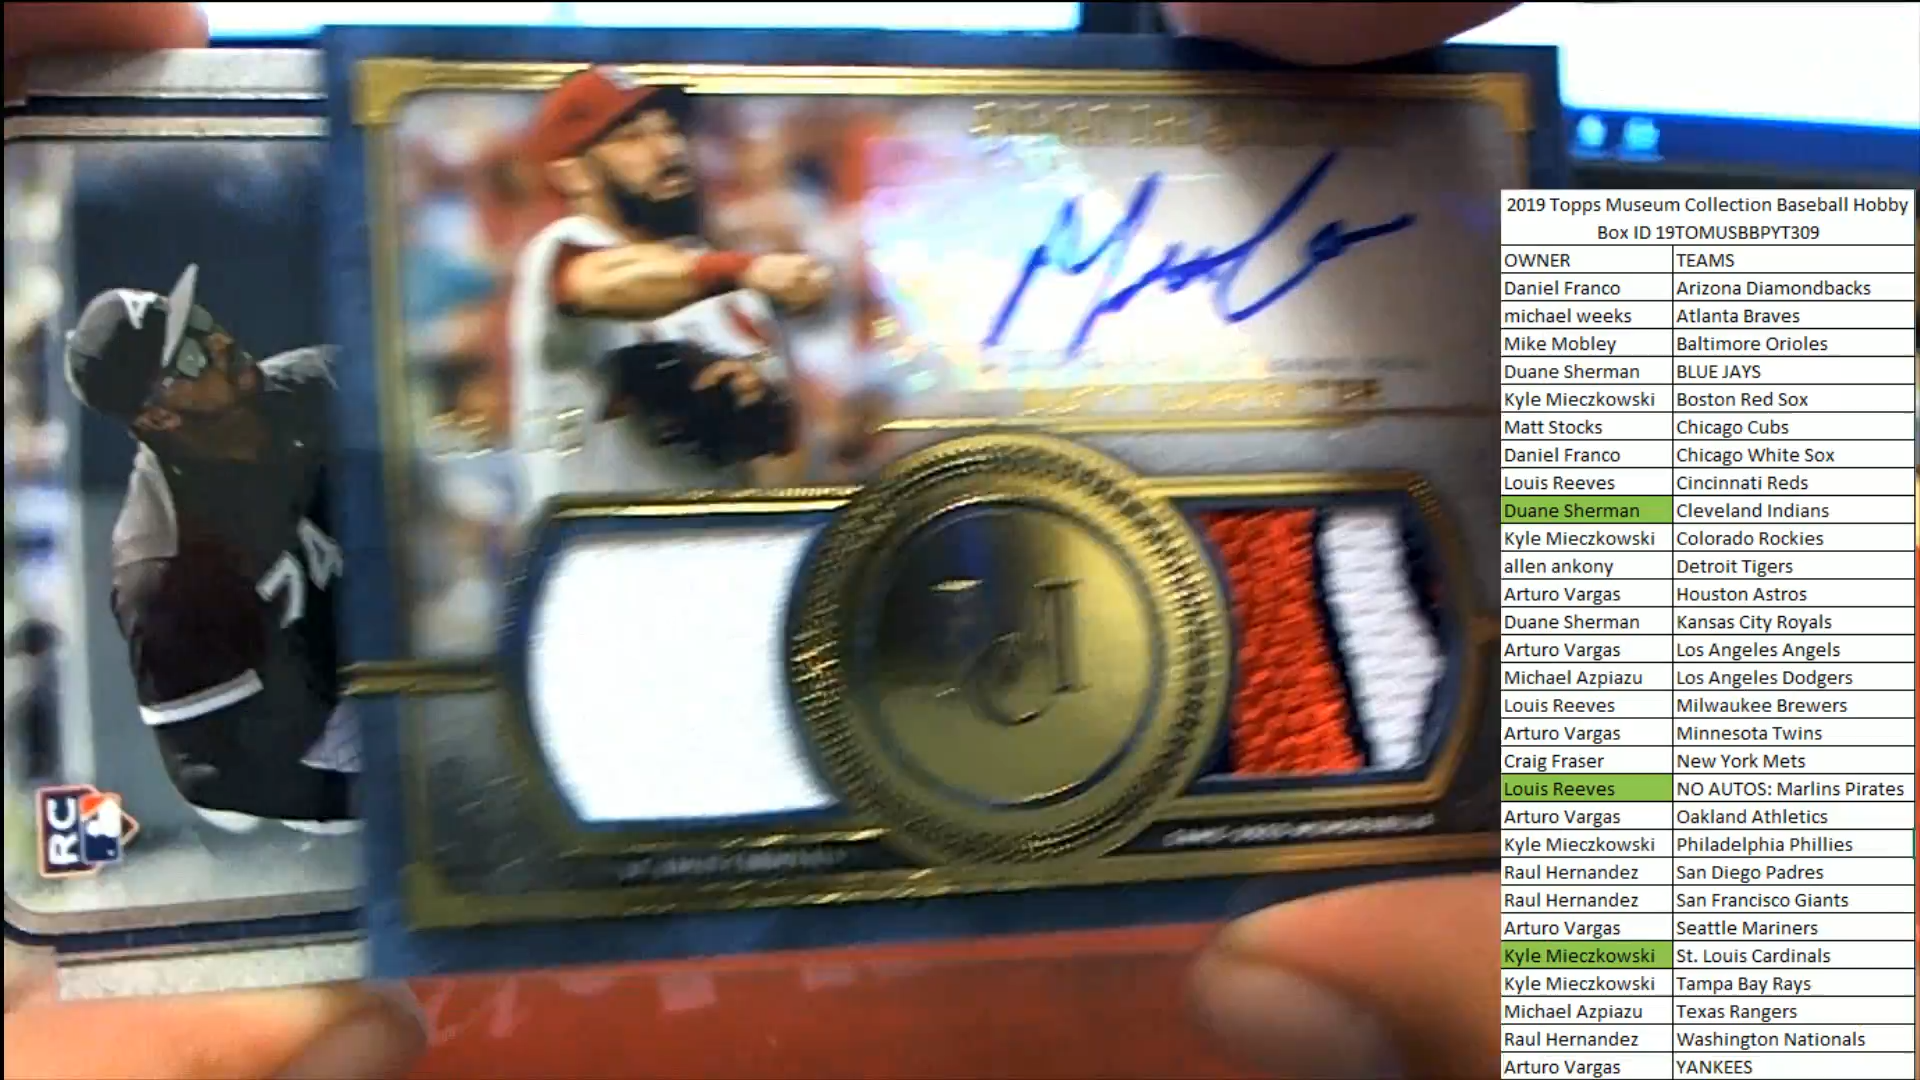 2019 Topps Museum Collection Baseball Hobby
Box ID 19TOMUSBBPYT309
OWNER TEAMS
Daniel Franco Arizona Diamondbacks
michael weeks Atlanta Braves
Mike Mobley Baltimore Orioles
Duane Sherman BLUE JAYS
Kyle Mieczkowski Boston Red Sox
Matt Stocks Chicago Cubs
Daniel Franco Chicago White Sox
Louis Reeves Cincinnati Reds
Duane Sherman Cleveland Indians
Kyle Mieczkowski Colorado Rockies
allen ankony Detroit Tigers
Arturo Vargas Houston Astros
Duane Sherman Kansas City Royals
Arturo Vargas Los Angeles Angels
Michael Azpiazu Los Angeles Dodgers
Louis Reeves Milwaukee Brewers
Arturo Vargas Minnesota Twins
Craig Fraser New York Mets
Louis Reeves NO AUTOS: Marlins Pirates
Arturo Vargas Oakland Athletics
Kyle Mieczkowski Philadelphia Phillies
Raul Hernandez San Diego Padres
Raul Hernandez San Francisco Giants
Arturo Vargas Seattle Mariners
Kyle Mieczkowski St. Louis Cardinals
Kyle Mieczkowski Tampa Bay Rays
Michael Azpiazu Texas Rangers
Raul Hernandez Washington Nationals
Arturo Vargas YANKEES
74
RC